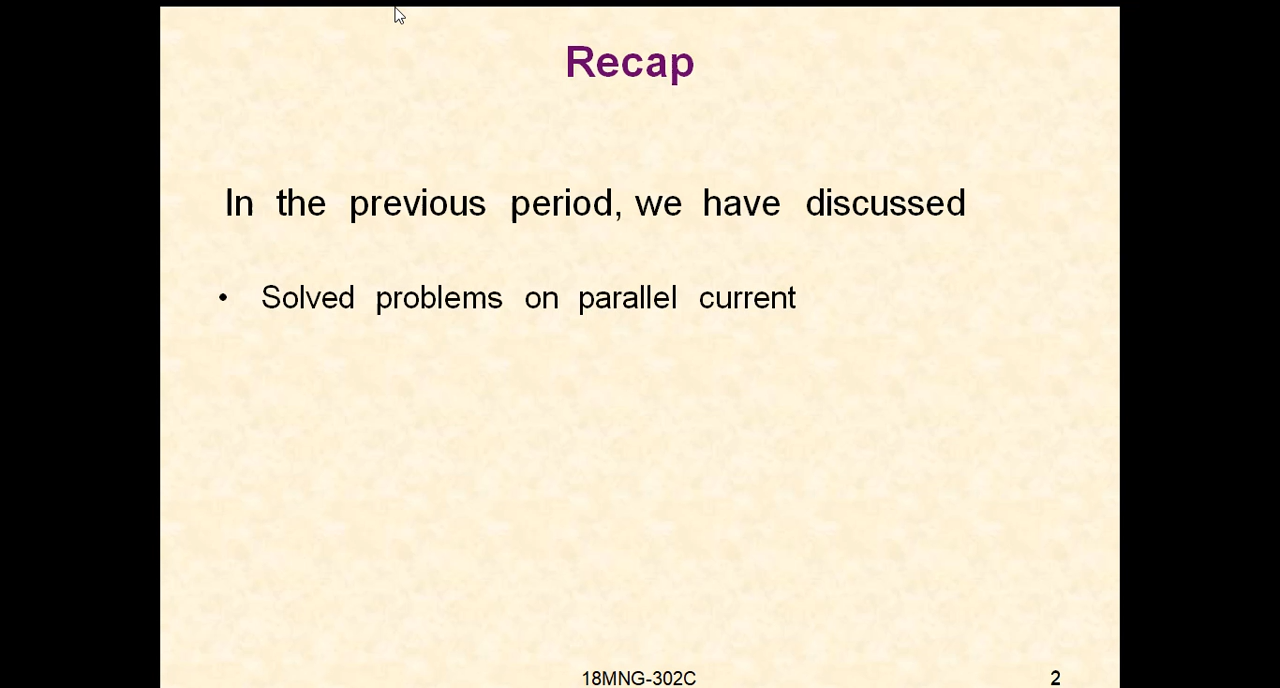 Recap
In the previous period, we have discussed
• Solved problems on parallel current
18MNG-302C
2